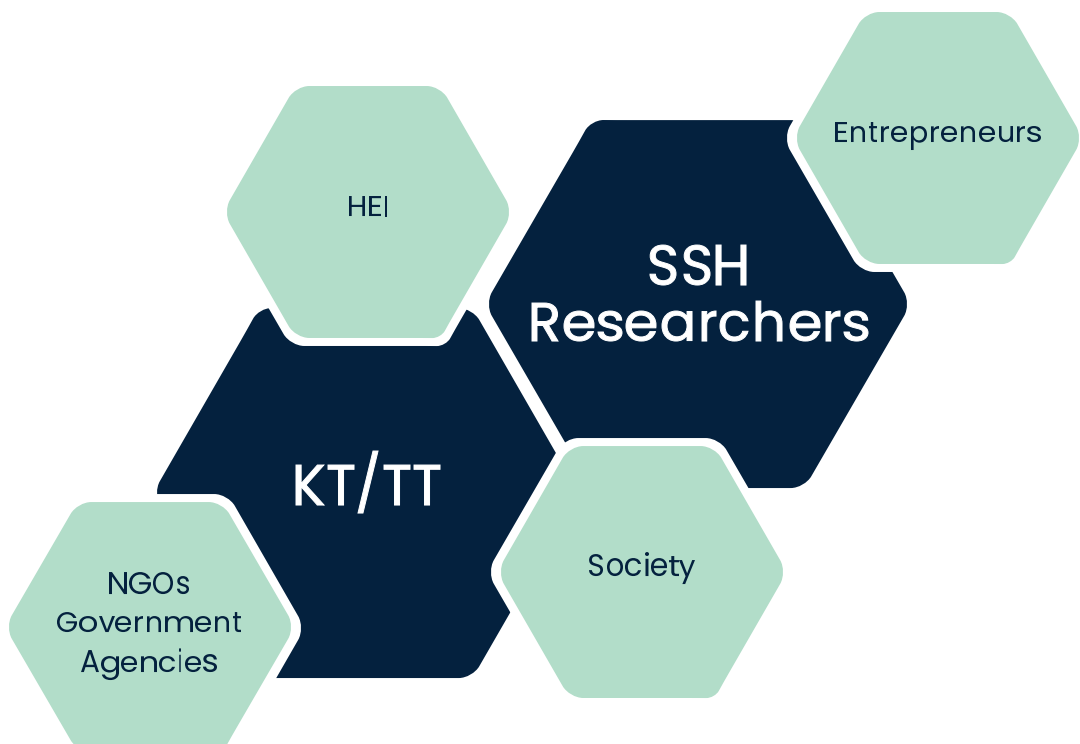 Entrepreneurs
HEI
SSH
Researchers
KT/TT
Society
NGOs
Government
Agencies